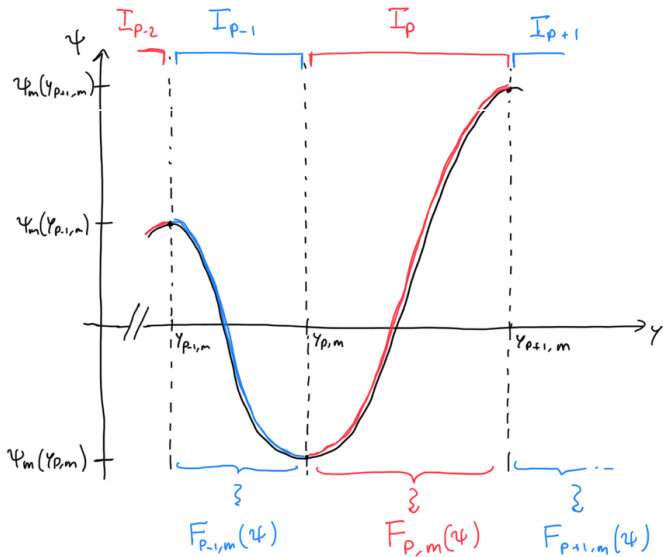 I_{p-2} I_{p-1} I_p I_{p+1}
ψ
ψ_m(y_{p+1,m})
ψ_m(y_{p-1,m})
y_{p-1,m} y_{p,m} y_{p+1,m} y
ψ_m(y_{p,m})
...
F_{p-1,m}(ψ) F_{p,m}(ψ) F_{p+1,m}(ψ)